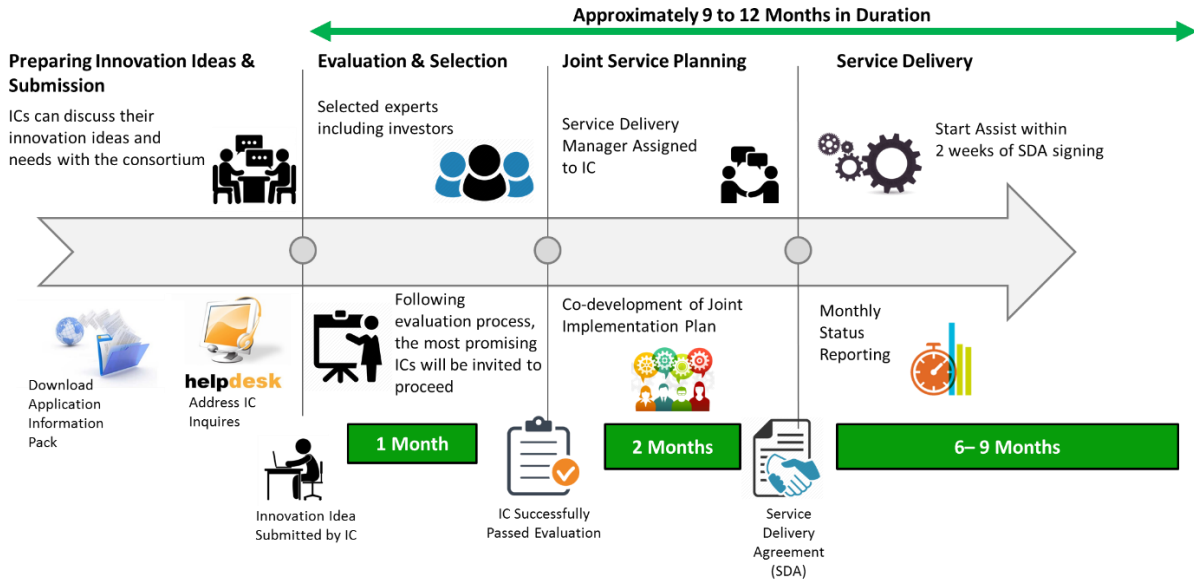 Approximately 9 to 12 Months in Duration
Preparing Innovation Ideas &
Submission
ICs can discuss their
innovation ideas and
needs with the consortium
Evaluation & Selection
Selected experts
including investors
Joint Service Planning
Service Delivery
Manager Assigned
to IC
Service Delivery
Start Assist within
2 weeks of SDA signing
Download
Application
Information
Pack
helpdesk
Address IC
Inquires
Following
evaluation process,
the most promising
ICs will be invited to
proceed
Co-development of Joint
Implementation Plan
Monthly
Status
Reporting
1 Month
2 Months
6– 9 Months
Innovation Idea
Submitted by IC
IC Successfully
Passed Evaluation
Service
Delivery
Agreement
(SDA)